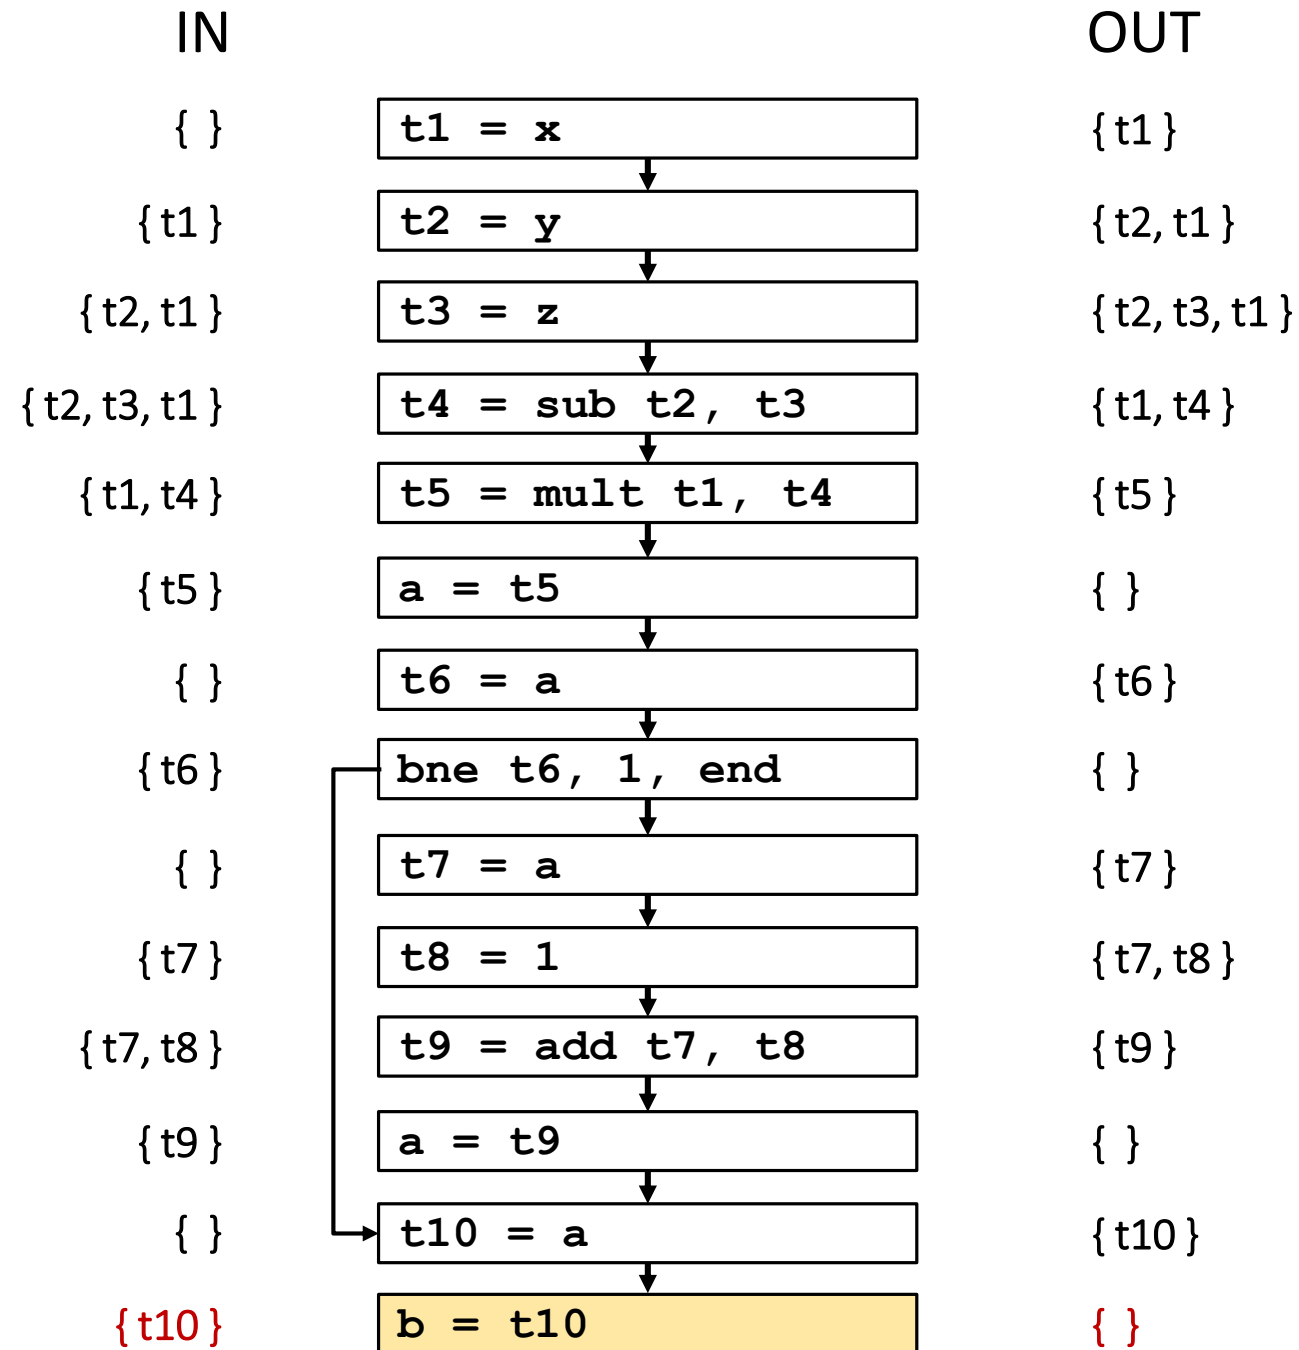 IN OUT
{ } t1 = x { t1 }
{ t1 } t2 = y { t2, t1 }
{ t2, t1 } t3 = z { t2, t3, t1 }
{ t2, t3, t1 } t4 = sub t2, t3 { t1, t4 }
{ t1, t4 } t5 = mult t1, t4 { t5 }
{ t5 } a = t5 { }
{ } t6 = a { t6 }
{ t6 } bne t6, 1, end { }
{ } t7 = a { t7 }
{ t7 } t8 = 1 { t7, t8 }
{ t7, t8 } t9 = add t7, t8 { t9 }
{ t9 } a = t9 { }
{ } t10 = a { t10 }
{ t10 } b = t10 { }